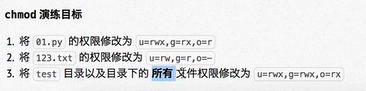 chmod 演练目标
1. 将 01.py 的权限修改为 u=rwx,g=rx,o=r
2. 将 123.txt 的权限修改为 u=rw,g=r,o=-
3. 将 test 目录以及目录下的 所有 文件权限修改为 u=rwx,g=rwx,o=rx